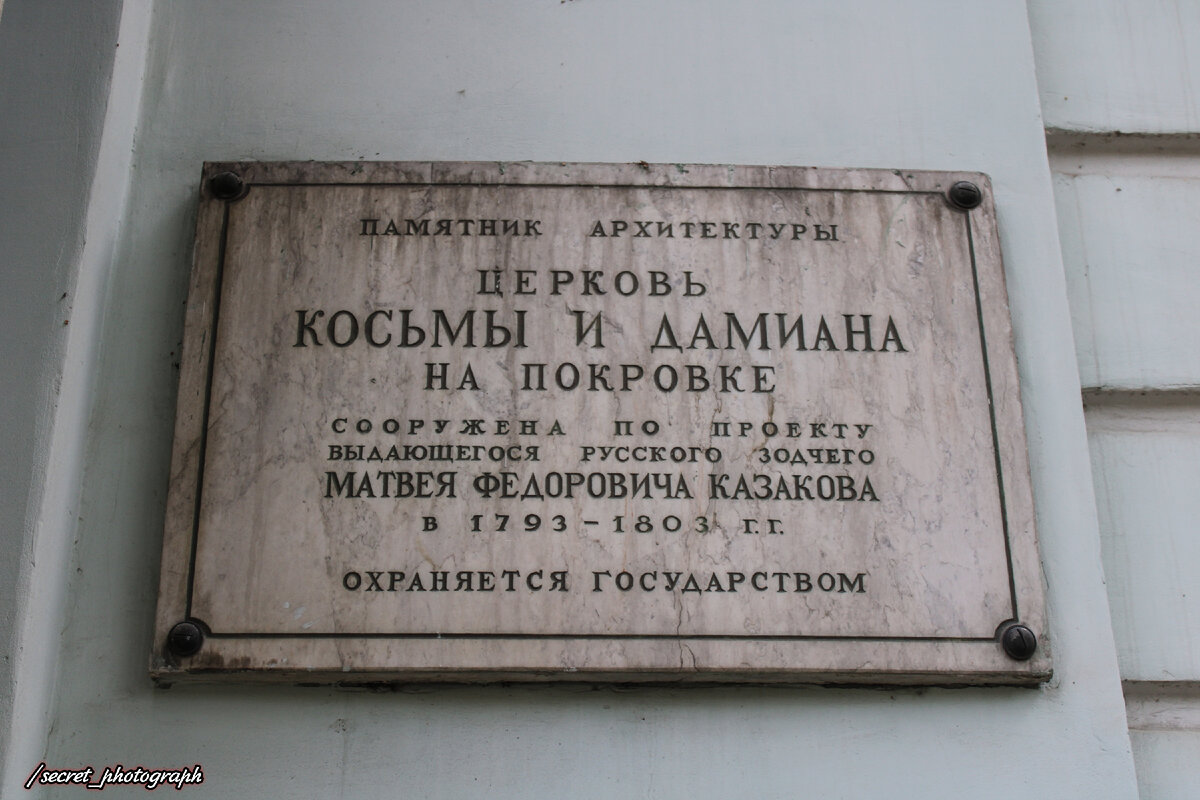 ПАМЯТНИК АРХИТЕКТУРЫ
ЦЕРКОВЬ
КОСЬМЫ И ДАМИАНА
НА ПОКРОВКЕ
СООРУЖЕНА ПО ПРОЕКТУ
ВЫДАЮЩЕГОСЯ РУССКОГО ЗОДЧЕГО
МАТВЕЯ ФЕДОРОВИЧА КАЗАКОВА
В 1793-1803 Г.Г.
ОХРАНЯЕТСЯ ГОСУДАРСТВОМ
/secret_photograph